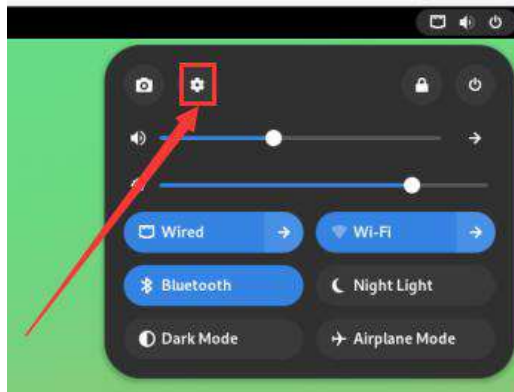 Wired
Wi-Fi
Bluetooth
Night Light
Dark Mode
Airplane Mode